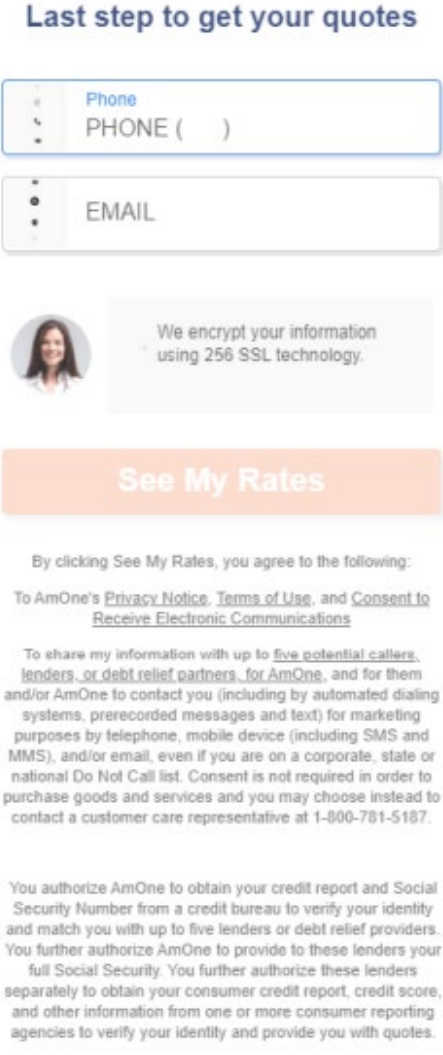 Last step to get your quotes
Phone
PHONE ( )
EMAIL
We encrypt your information
using 256 SSL technology.
See My Rates
By clicking See My Rates, you agree to the following:
To AmOne's Privacy Notice, Terms of Use, and Consent to
Receive Electronic Communications
To share my information with up to five potential callers,
lenders, or debt relief partners, for AmOne, and for them
and/or AmOne to contact you (including by automated dialing
systems, prerecorded messages and text) for marketing
purposes by telephone, mobile device (including SMS and
MMS), and/or email, even if you are on a corporate, state or
national Do Not Call list. Consent is not required in order to
purchase goods and services and you may choose instead to
contact a customer care representative at 1-800-781-5187.
You authorize AmOne to obtain your credit report and Social
Security Number from a credit bureau to verify your identity
and match you with up to five lenders or debt relief providers.
You further authorize AmOne to provide to these lenders your
full Social Security. You further authorize these lenders
separately to obtain your consumer credit report, credit score,
and other information from one or more consumer reporting
agencies to verify your identity and provide you with quotes.